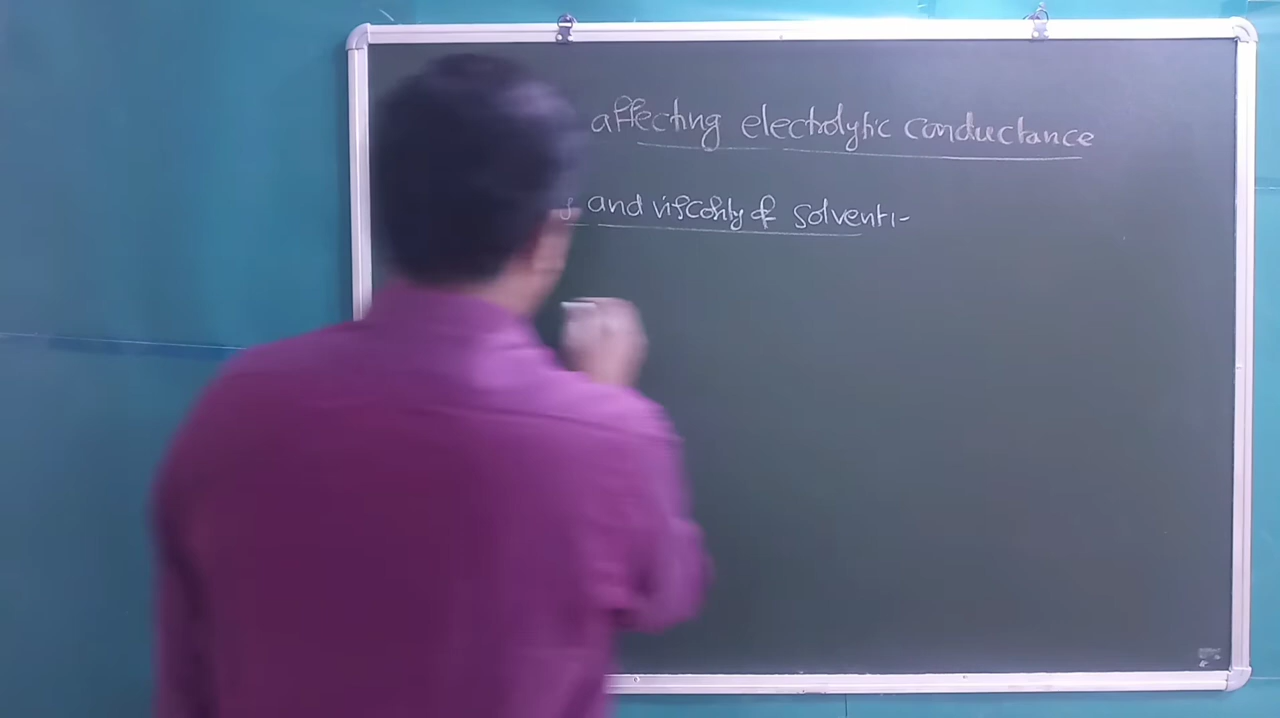 affecting electrolytic conductance
and viscosity of solvent:-